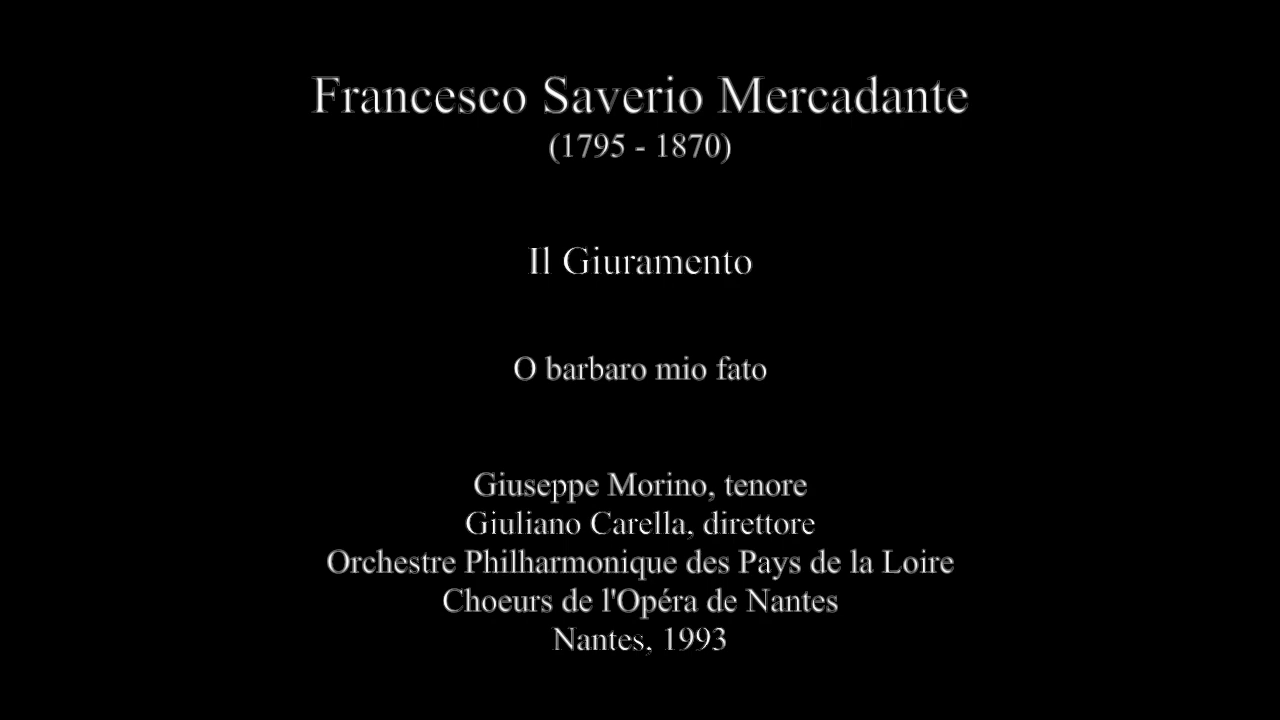 Francesco Saverio Mercadante
(1795 - 1870)
Il Giuramento
O barbaro mio fato
Giuseppe Morino, tenore
Giuliano Carella, direttore
Orchestre Philharmonique des Pays de la Loire
Choeurs de l'Opéra de Nantes
Nantes, 1993